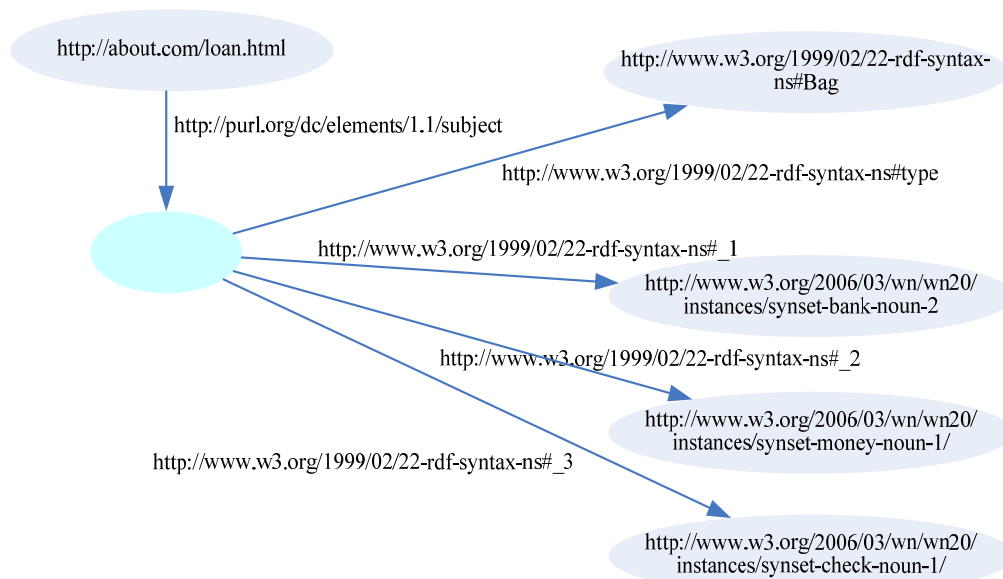 http://about.com/loan.html
http://www.w3.org/1999/02/22-rdf-syntax-
ns#Bag
http://purl.org/dc/elements/1.1/subject
http://www.w3.org/1999/02/22-rdf-syntax-ns#type
http://www.w3.org/1999/02/22-rdf-syntax-ns#_1
http://www.w3.org/2006/03/wn/wn20/
instances/synset-bank-noun-2
http://www.w3.org/1999/02/22-rdf-syntax-ns#_2
http://www.w3.org/2006/03/wn/wn20/
instances/synset-money-noun-1/
http://www.w3.org/1999/02/22-rdf-syntax-ns#_3
http://www.w3.org/2006/03/wn/wn20/
instances/synset-check-noun-1/